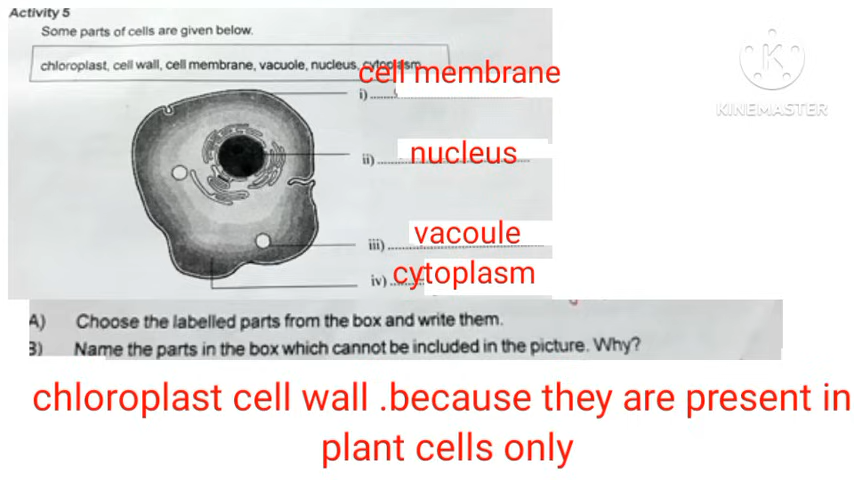 Activity 5
Some parts of cells are given below.
chloroplast, cell wall, cell membrane, vacuole, nucleus, cytoplasm
cell membrane
i)
ii) nucleus
iii) vacoule
iv) cytoplasm
A) Choose the labelled parts from the box and write them.
3) Name the parts in the box which cannot be included in the picture. Why?
chloroplast cell wall .because they are present in
plant cells only
KINEMASTER